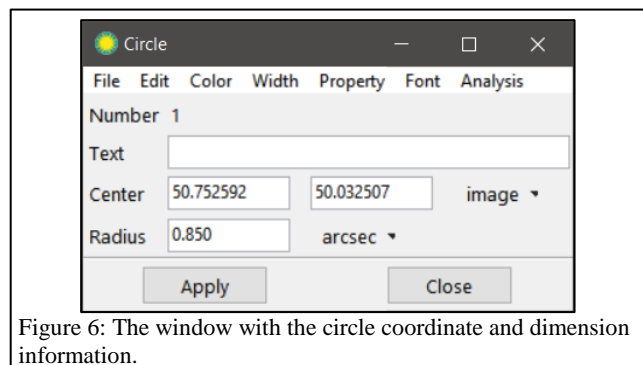 Circle
File Edit Color Width Property Font Analysis
Number 1
Text
Center 50.752592 50.032507 image
Radius 0.850 arcsec
Apply Close
Figure 6: The window with the circle coordinate and dimension
information.